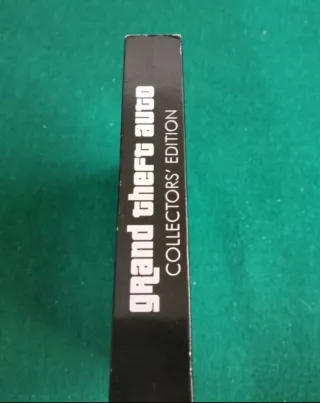 grand theft auto
COLLECTORS' EDITION